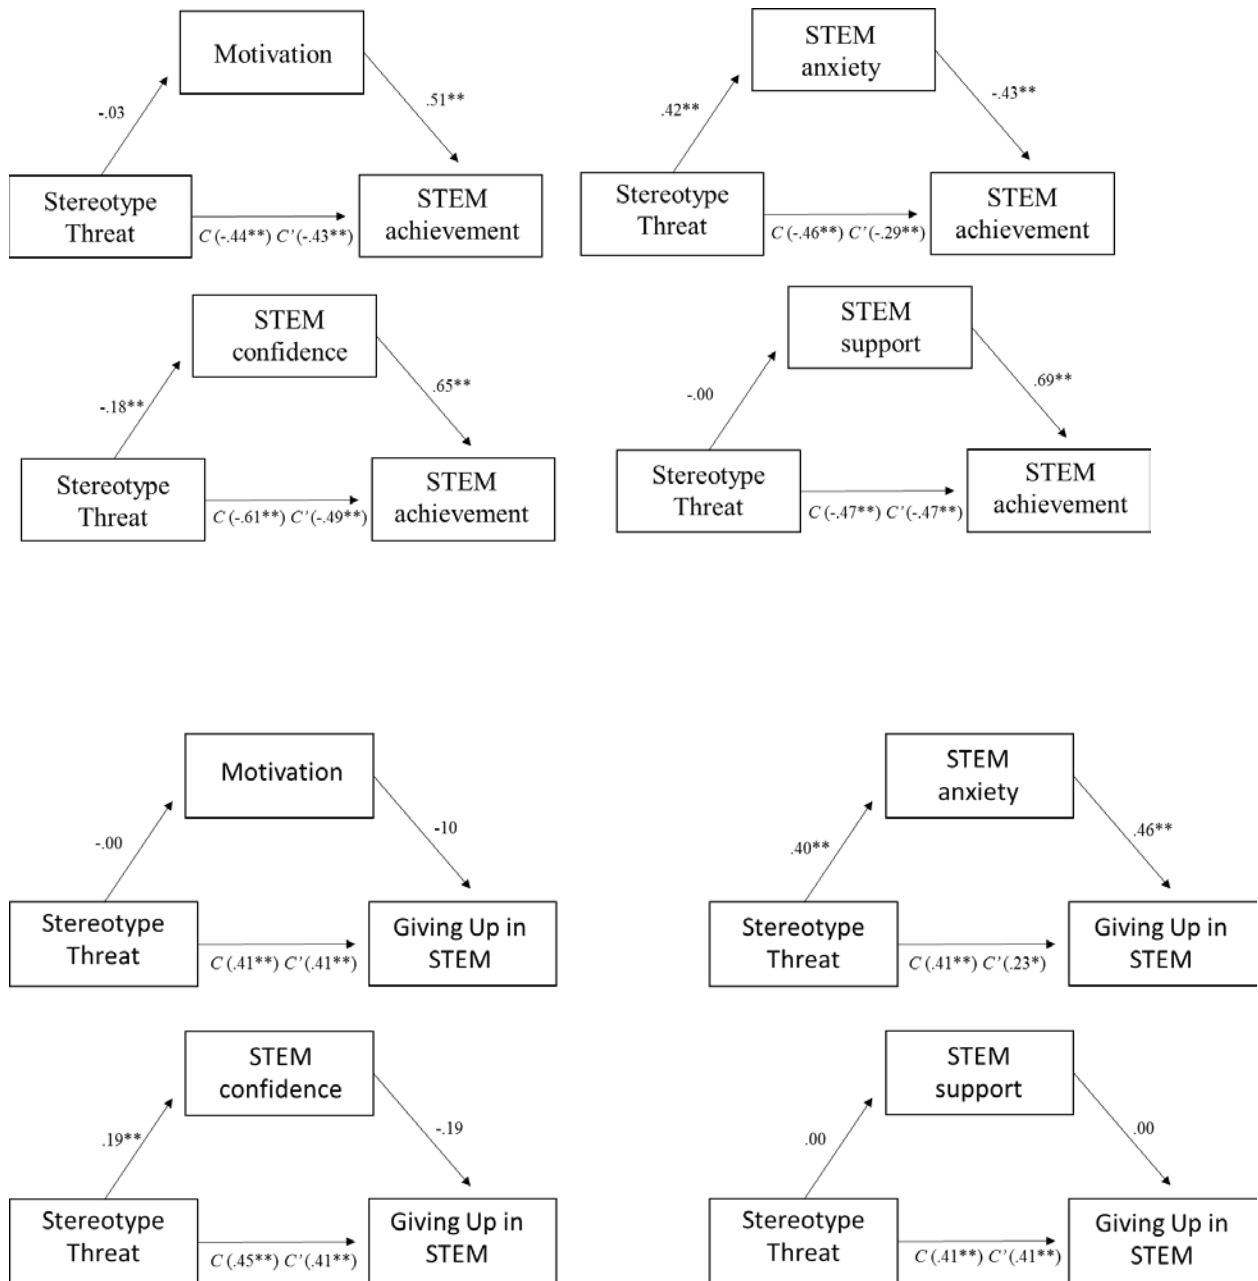 Motivation
-.03
.51**
Stereotype
Threat
C (-.44**) C’(-.43**)
STEM
achievement
STEM
anxiety
.42**
-.43**
Stereotype
Threat
C (-.46**) C’(-.29**)
STEM
achievement
STEM
confidence
-.18**
.65**
Stereotype
Threat
C (-.61**) C’(-.49**)
STEM
achievement
STEM
support
-.00
.69**
Stereotype
Threat
C (-.47**) C’(-.47**)
STEM
achievement
Motivation
-.00
-10
Stereotype
Threat
C (.41**) C’(.41**)
Giving Up in
STEM
STEM
anxiety
.40**
.46**
Stereotype
Threat
C (.41**) C’(.23*)
Giving Up in
STEM
STEM
confidence
.19**
-.19
Stereotype
Threat
C (.45**) C’(.41**)
Giving Up in
STEM
STEM
support
.00
.00
Stereotype
Threat
C (.41**) C’(.41**)
Giving Up in
STEM